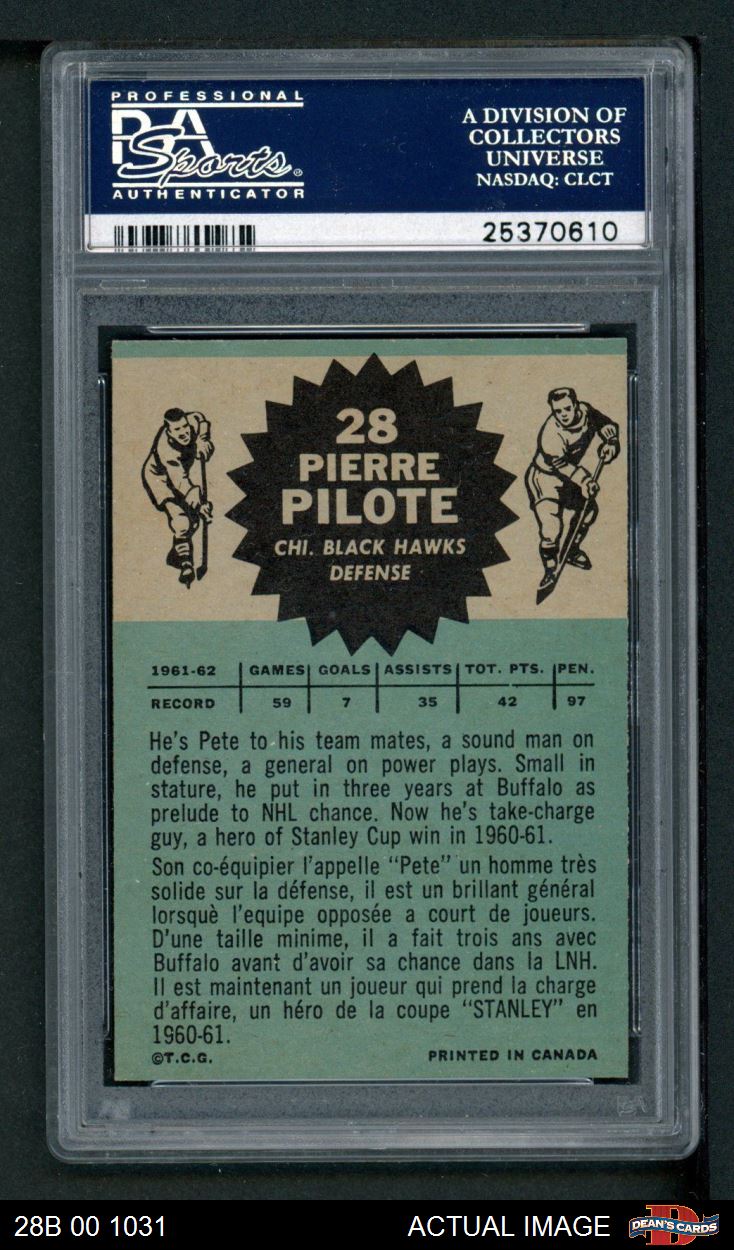 PROFESSIONAL
PSA
Sports
AUTHENTICATOR
A DIVISION OF
COLLECTORS
UNIVERSE
NASDAQ: CLCT
25370610
28
PIERRE
PILOTE
CHI. BLACK HAWKS
DEFENSE
1961-62 GAMES GOALS ASSISTS TOT. PTS. PEN.
RECORD 59 7 35 42 97
He's Pete to his team mates, a sound man on
defense, a general on power plays. Small in
stature, he put in three years at Buffalo as
prelude to NHL chance. Now he's take-charge
guy, a hero of Stanley Cup win in 1960-61.
Son co-équipier l'appelle "Pete" un homme très
solide sur la défense, il est un brillant général
lorsquè l'equipe opposée a court de joueurs.
D'une taille minime, il a fait trois ans avec
Buffalo avant d'avoir sa chance dans la LNH.
Il est maintenant un joueur qui prend la charge
d'affaire, un héro de la coupe "STANLEY" en
1960-61.
©T.C.G. PRINTED IN CANADA
28B 00 1031 ACTUAL IMAGE DEAN'S CARDS